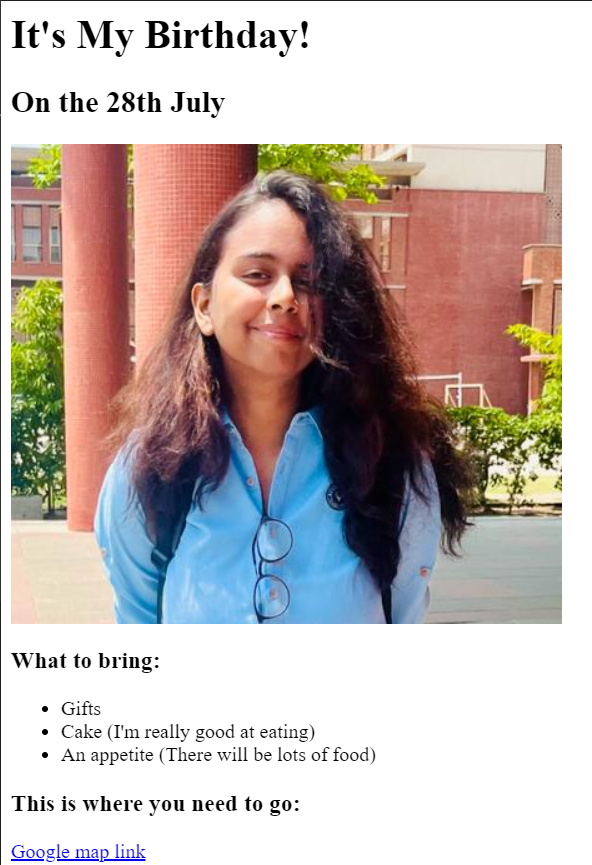 It's My Birthday!
On the 28th July
What to bring:
Gifts
Cake (I'm really good at eating)
An appetite (There will be lots of food)
This is where you need to go:
Google map link